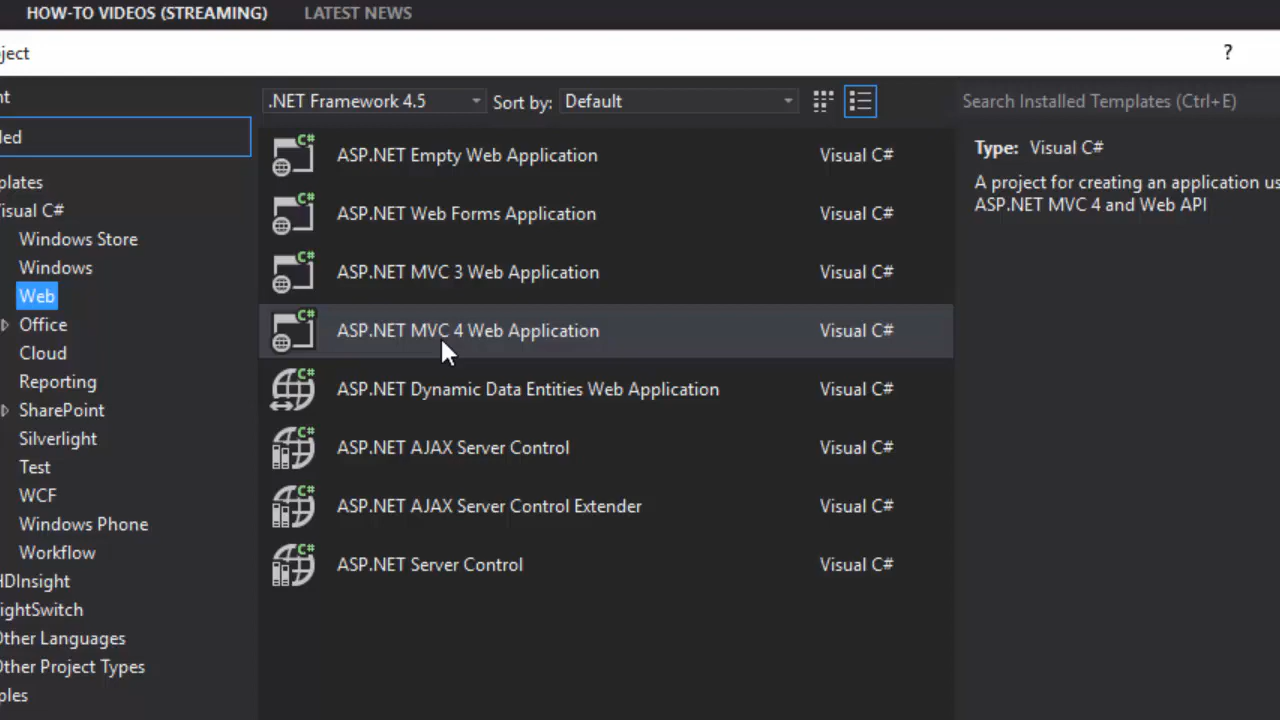 HOW-TO VIDEOS (STREAMING) LATEST NEWS
ject ?
nt
led
.NET Framework 4.5 Sort by: Default Search Installed Templates (Ctrl+E)
plates
isual C#
Windows Store
Windows
Web
Office
Cloud
Reporting
SharePoint
Silverlight
Test
WCF
Windows Phone
Workflow
HDInsight
ightSwitch
Other Languages
Other Project Types
ples
C# ASP.NET Empty Web Application Visual C#
C# ASP.NET Web Forms Application Visual C#
C# ASP.NET MVC 3 Web Application Visual C#
C# ASP.NET MVC 4 Web Application Visual C#
C# ASP.NET Dynamic Data Entities Web Application Visual C#
C# ASP.NET AJAX Server Control Visual C#
C# ASP.NET AJAX Server Control Extender Visual C#
C# ASP.NET Server Control Visual C#
Type: Visual C#
A project for creating an application us
ASP.NET MVC 4 and Web API